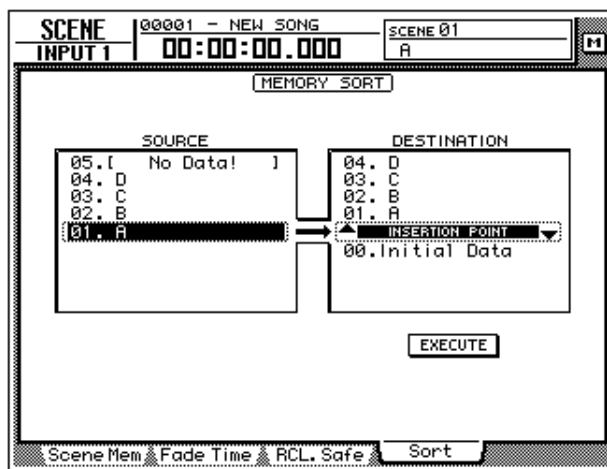 SCENE
INPUT 1
00001 - NEW SONG
00:00:00.000
SCENE 01
A
M
MEMORY SORT
SOURCE
05.[ No Data! ]
04. D
03. C
02. B
01. A
DESTINATION
04. D
03. C
02. B
01. A
INSERTION POINT
00.Initial Data
EXECUTE
Scene Mem
Fade Time
RCL. Safe
Sort